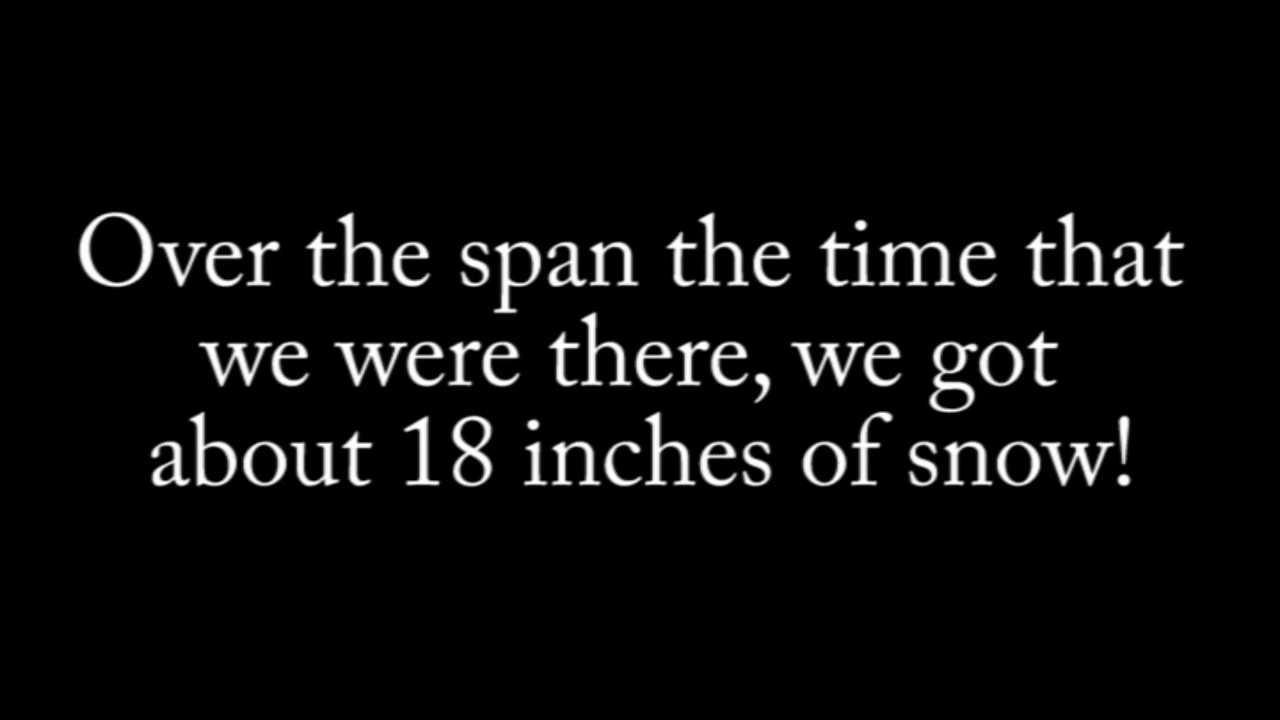 Over the span the time that
we were there, we got
about 18 inches of snow!